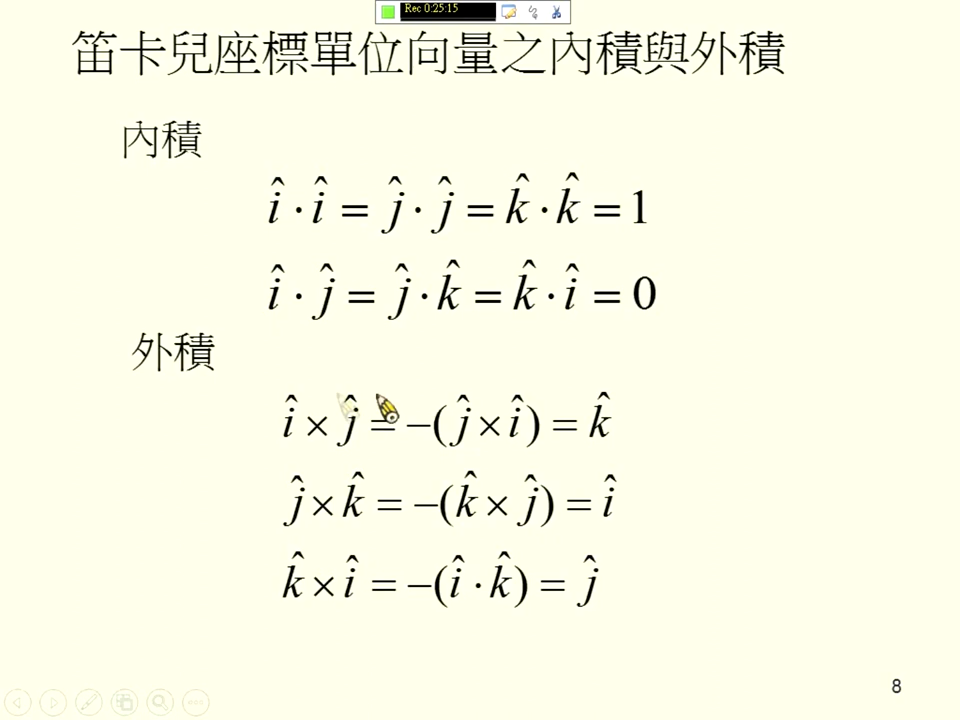 Rec 0:25:15
笛卡兒座標單位向量之內積與外積
內積
î · î = ĵ · ĵ = k̂ · k̂ = 1
î · ĵ = ĵ · k̂ = k̂ · î = 0
外積
î × ĵ = −(ĵ × î) = k̂
ĵ × k̂ = −(k̂ × ĵ) = î
k̂ × î = −(î · k̂) = ĵ
8